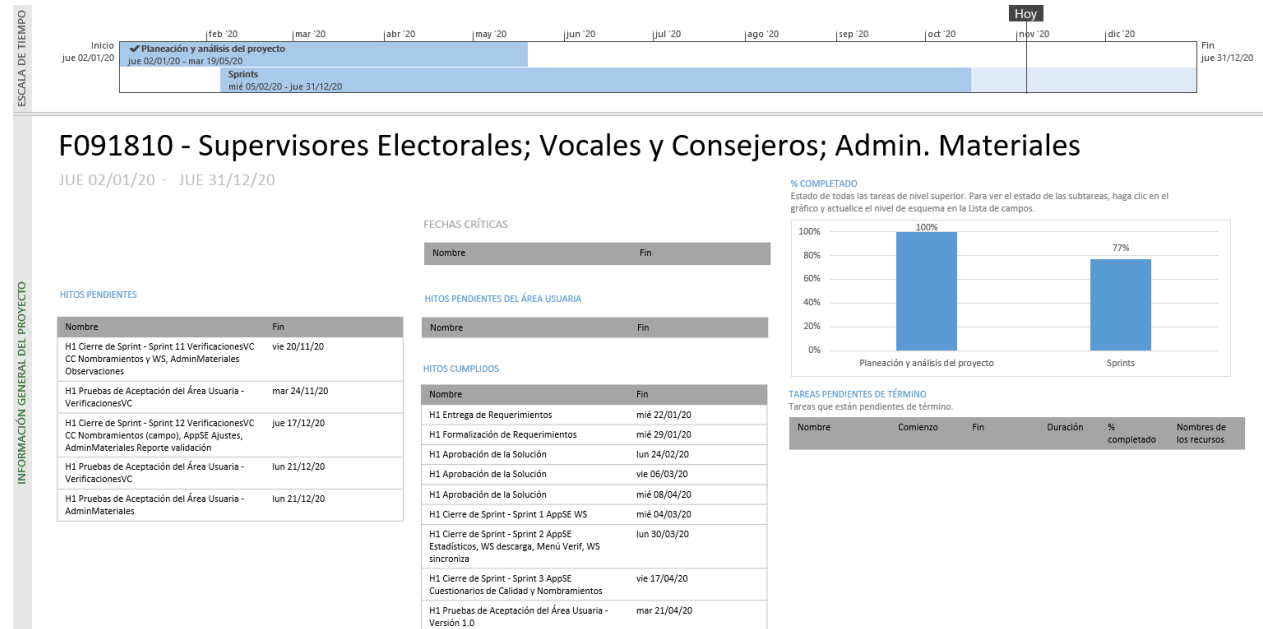 ESCALA DE TIEMPO
Hoy
feb '20
mar '20
abr '20
may '20
jun '20
jul '20
ago '20
sep '20
oct '20
nov '20
dic '20
Inicio
jue 02/01/20
✔ Planeación y análisis del proyecto
jue 02/01/20 - mar 19/05/20
Sprints
mié 05/02/20 - jue 31/12/20
Fin
jue 31/12/20
INFORMACIÓN GENERAL DEL PROYECTO
F091810 - Supervisores Electorales; Vocales y Consejeros; Admin. Materiales
JUE 02/01/20 - JUE 31/12/20
HITOS PENDIENTES
Nombre Fin
H1 Cierre de Sprint - Sprint 11 VerificacionesVC vie 20/11/20
CC Nombramientos y WS, AdminMateriales
Observaciones
H1 Pruebas de Aceptación del Área Usuaria - mar 24/11/20
VerificacionesVC
H1 Cierre de Sprint - Sprint 12 VerificacionesVC jue 17/12/20
CC Nombramientos (campo), AppSE Ajustes,
AdminMateriales Reporte validación
H1 Pruebas de Aceptación del Área Usuaria - lun 21/12/20
VerificacionesVC
H1 Pruebas de Aceptación del Área Usuaria - lun 21/12/20
AdminMateriales
FECHAS CRÍTICAS
Nombre Fin
HITOS PENDIENTES DEL ÁREA USUARIA
Nombre Fin
HITOS CUMPLIDOS
Nombre Fin
H1 Entrega de Requerimientos mié 22/01/20
H1 Formalización de Requerimientos mié 29/01/20
H1 Aprobación de la Solución lun 24/02/20
H1 Aprobación de la Solución vie 06/03/20
H1 Aprobación de la Solución mié 08/04/20
H1 Cierre de Sprint - Sprint 1 AppSE WS mié 04/03/20
H1 Cierre de Sprint - Sprint 2 AppSE lun 30/03/20
Estadísticos, WS descarga, Menú Verif, WS
sincroniza
H1 Cierre de Sprint - Sprint 3 AppSE vie 17/04/20
Cuestionarios de Calidad y Nombramientos
H1 Pruebas de Aceptación del Área Usuaria - mar 21/04/20
Versión 1.0
% COMPLETADO
Estado de todas las tareas de nivel superior. Para ver el estado de las subtareas, haga clic en el
gráfico y actualice el nivel de esquema en la Lista de campos.
100%
80%
60%
40%
20%
0%
100%
77%
Planeación y análisis del proyecto
Sprints
TAREAS PENDIENTES DE TÉRMINO
Tareas que están pendientes de término.
Nombre Comienzo Fin Duración % Nombres de
completado los recursos